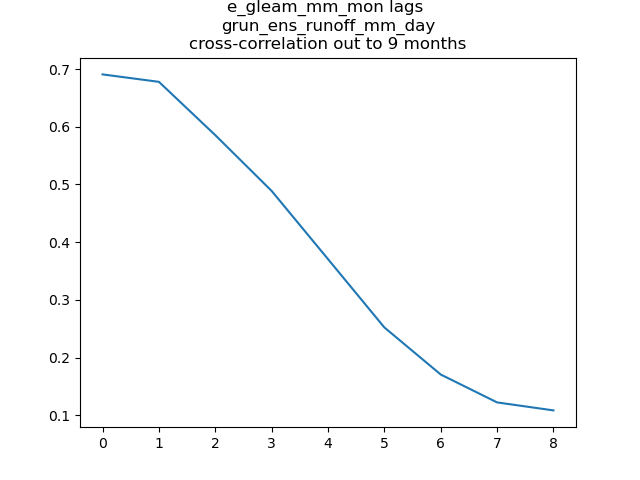 e_gleam_mm_mon lags
grun_ens_runoff_mm_day
cross-correlation out to 9 months
0.7
0.6
0.5
0.4
0.3
0.2
0.1
0 1 2 3 4 5 6 7 8